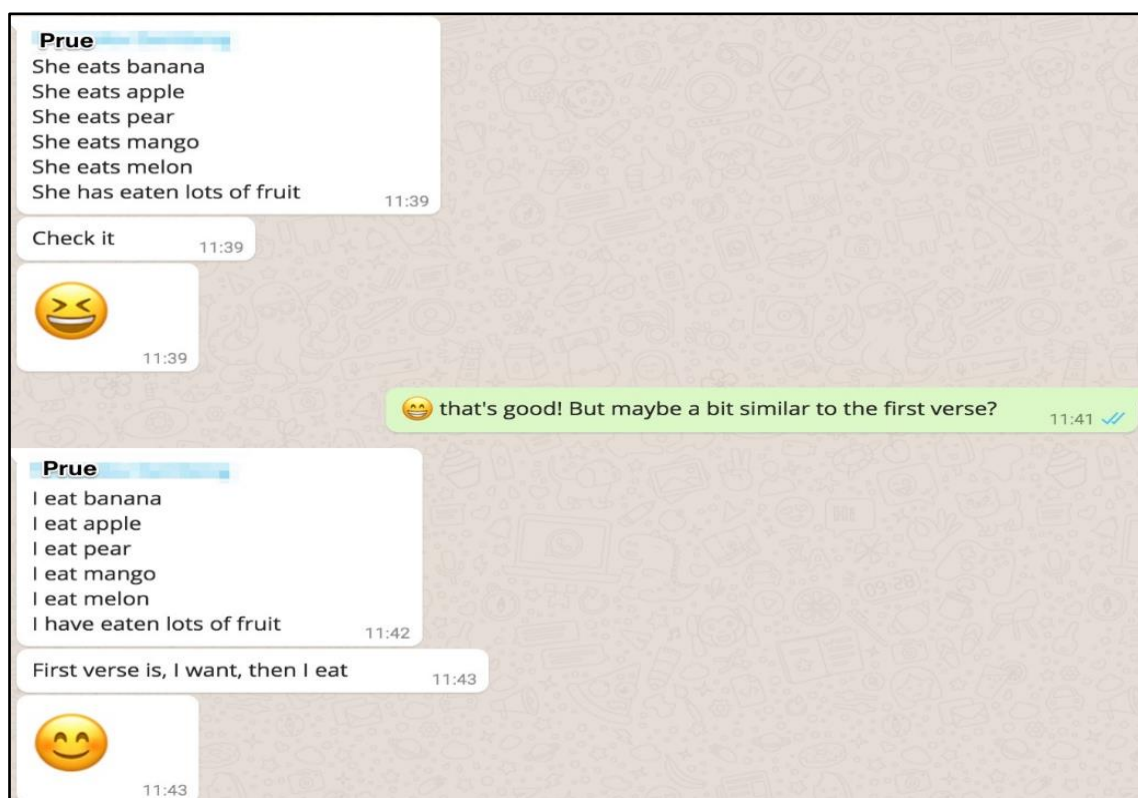 Prue
She eats banana
She eats apple
She eats pear
She eats mango
She eats melon
She has eaten lots of fruit
11:39
Check it
11:39
😆
11:39
😁 that's good! But maybe a bit similar to the first verse?
11:41
Prue
I eat banana
I eat apple
I eat pear
I eat mango
I eat melon
I have eaten lots of fruit
11:42
First verse is, I want, then I eat
11:43
😊
11:43